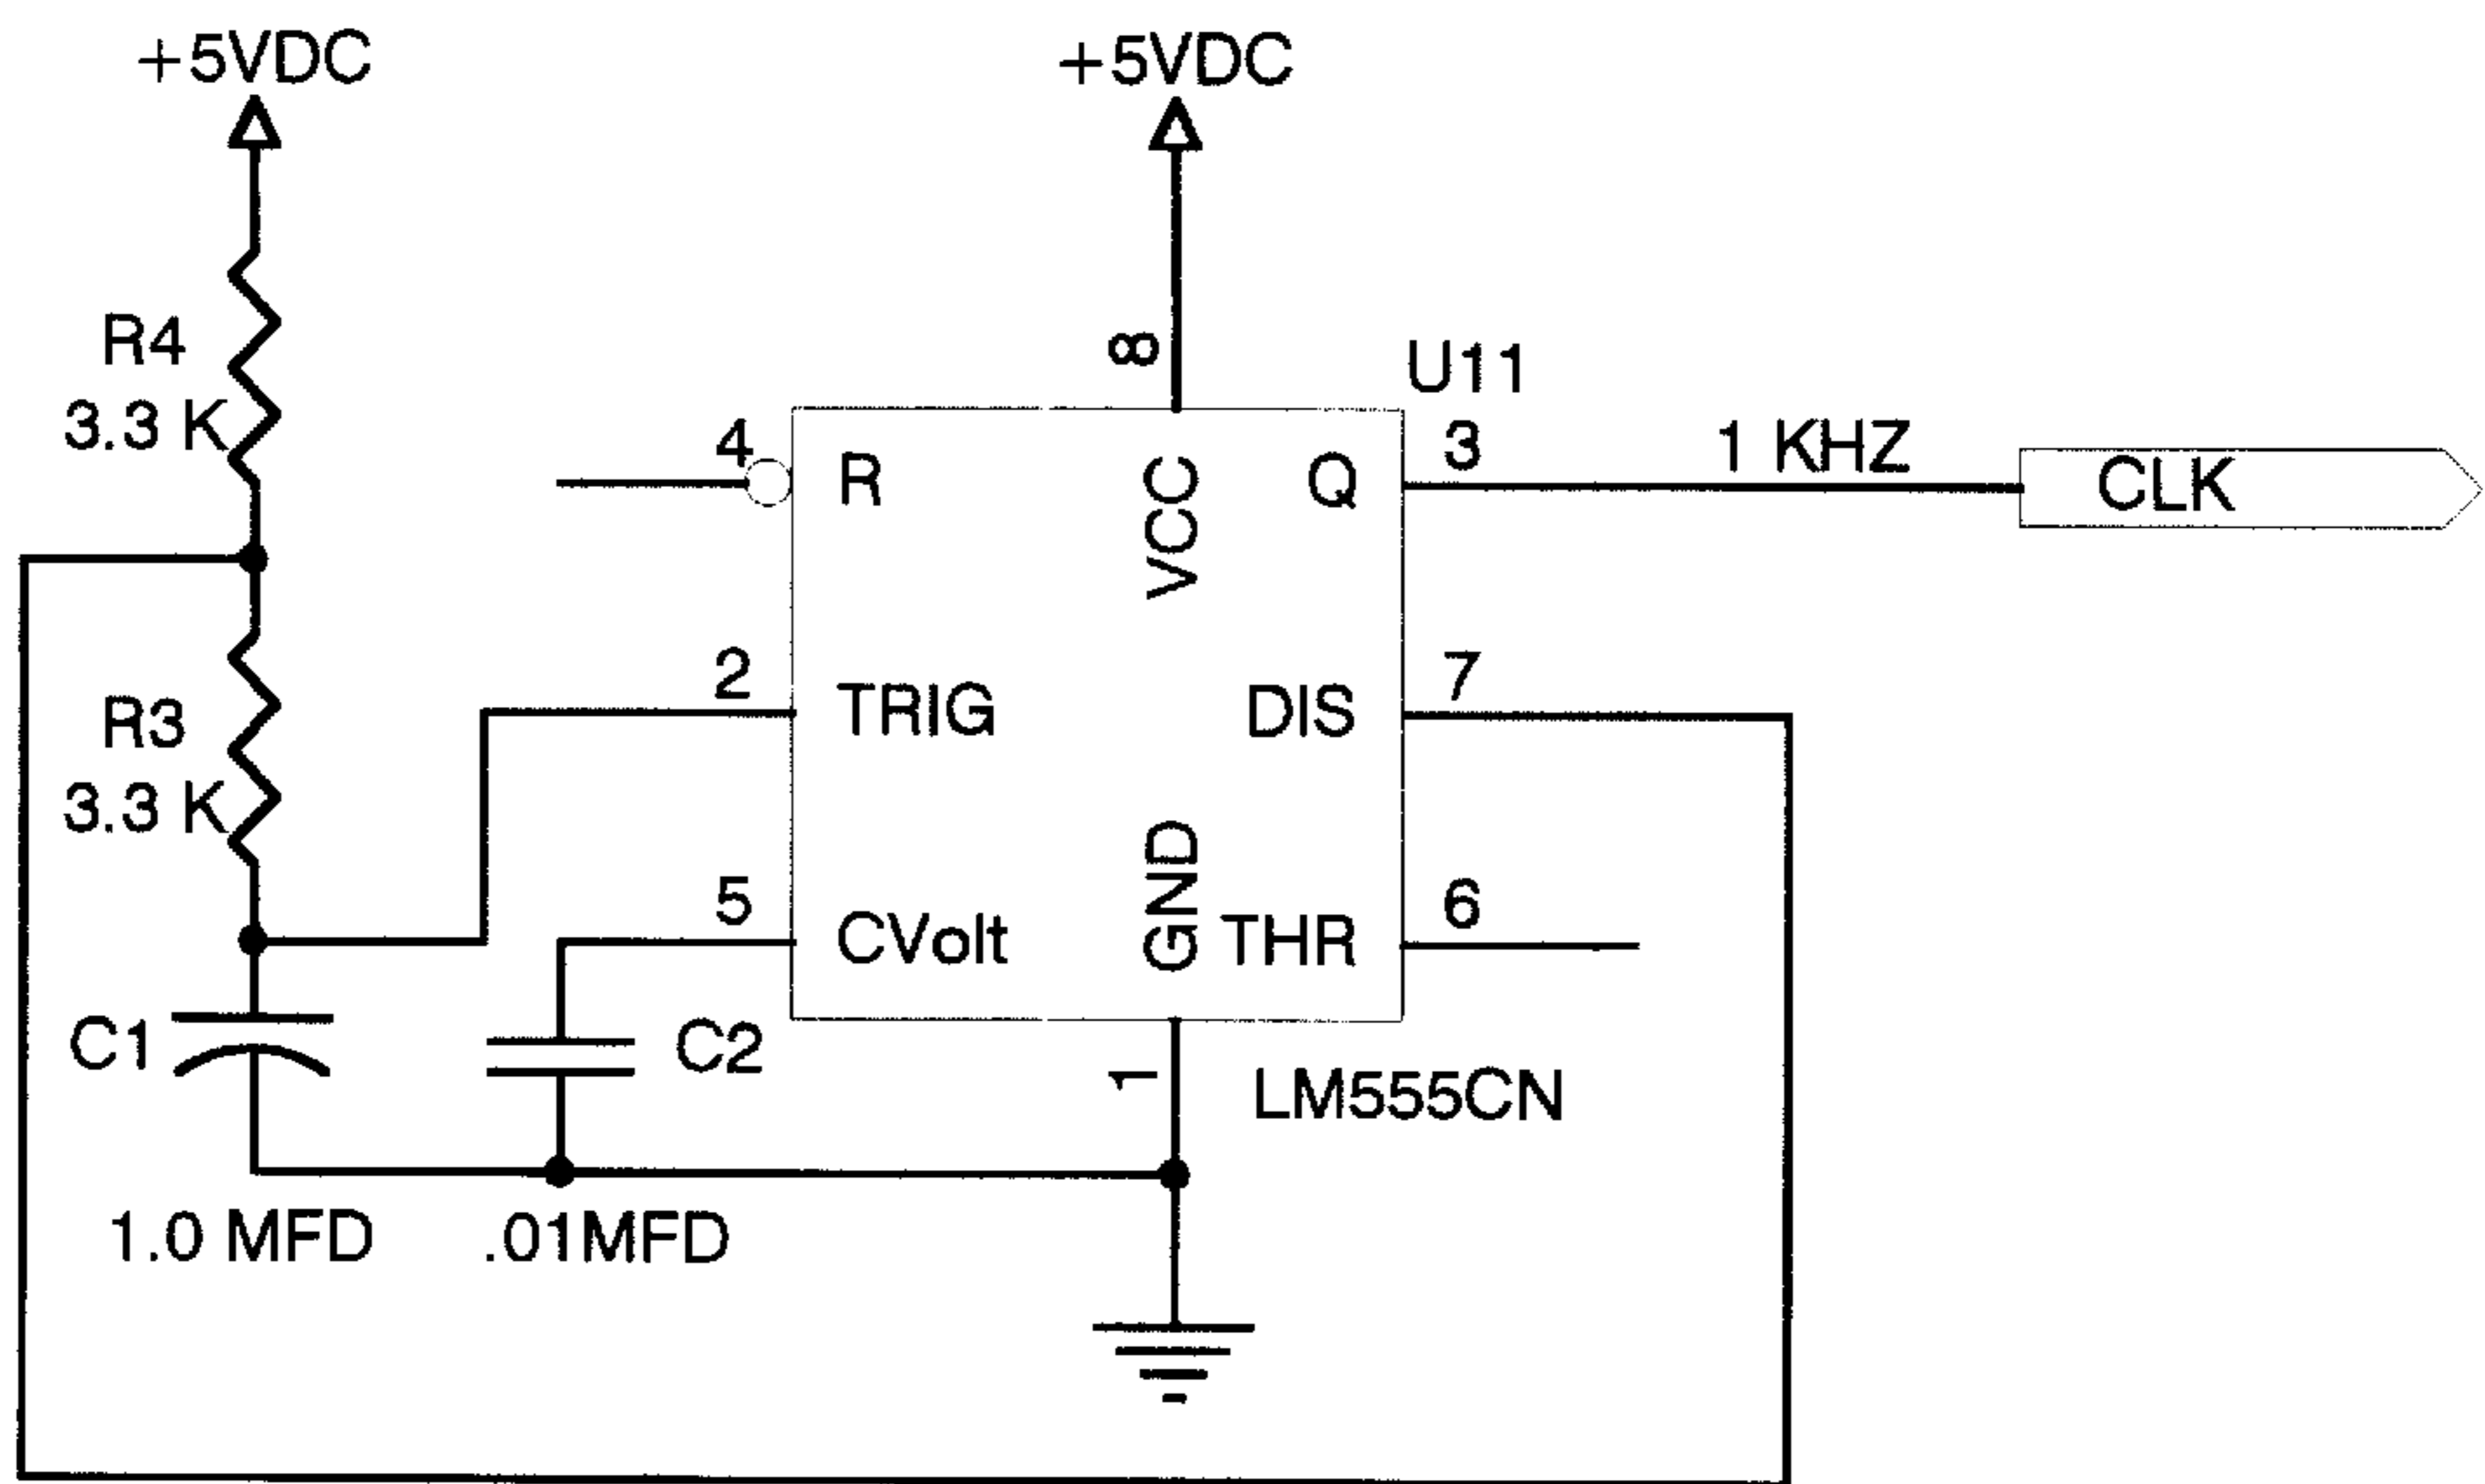 +5VDC
+5VDC
R4
3.3 K
8
U11
4
3
1 KHZ
R
VCC
Q
CLK
2
7
TRIG
DIS
R3
3.3 K
5
6
CVolt
GND
THR
C1
C2
1
LM555CN
1.0 MFD
.01MFD